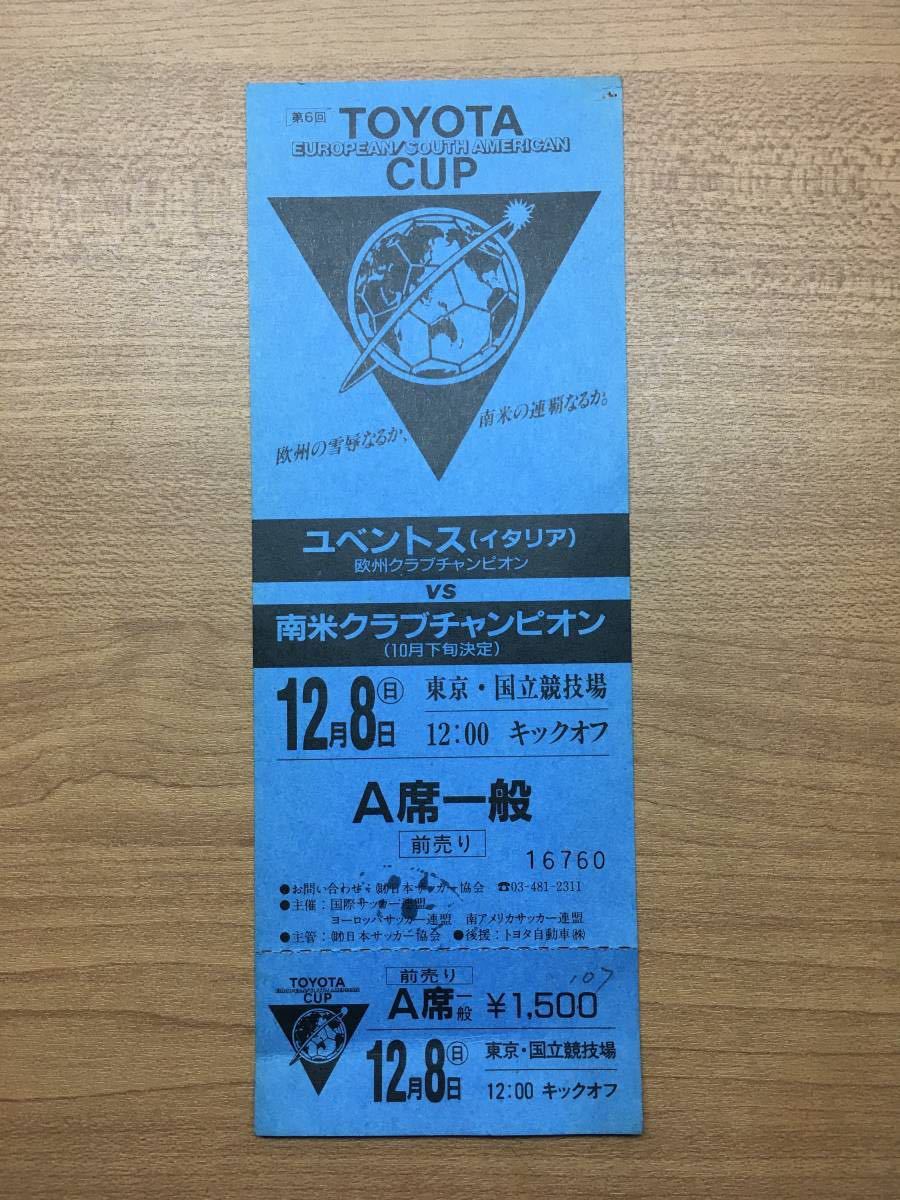 第6回 TOYOTA
EUROPEAN/SOUTH AMERICAN
CUP
欧州の雪辱なるか、
南米の連覇なるか。
ユベントス(イタリア)
欧州クラブチャンピオン
VS
南米クラブチャンピオン
(10月下旬決定)
12月8日㊐ 東京・国立競技場
12:00 キックオフ
A席一般
前売り
16760
●お問い合わせ:㈶日本サッカー協会 ☎03-481-2311
●主催:国際サッカー連盟
ヨーロッパサッカー連盟 南アメリカサッカー連盟
●主管:㈶日本サッカー協会 ●後援:トヨタ自動車㈱
TOYOTA
EUROPEAN/SOUTH AMERICAN
CUP
前売り
107
A席一般 ¥1,500
12月8日㊐ 東京・国立競技場
12:00 キックオフ